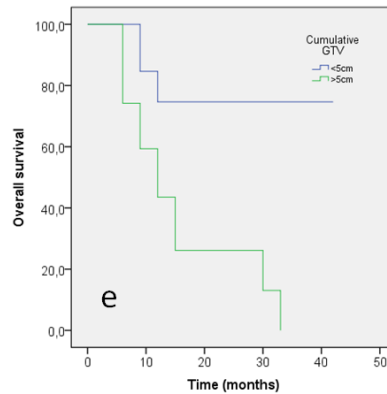 100,0
80,0
60,0
40,0
20,0
0,0
Overall survival
Cumulative
GTV
<5cm
>5cm
e
0 10 20 30 40 50
Time (months)